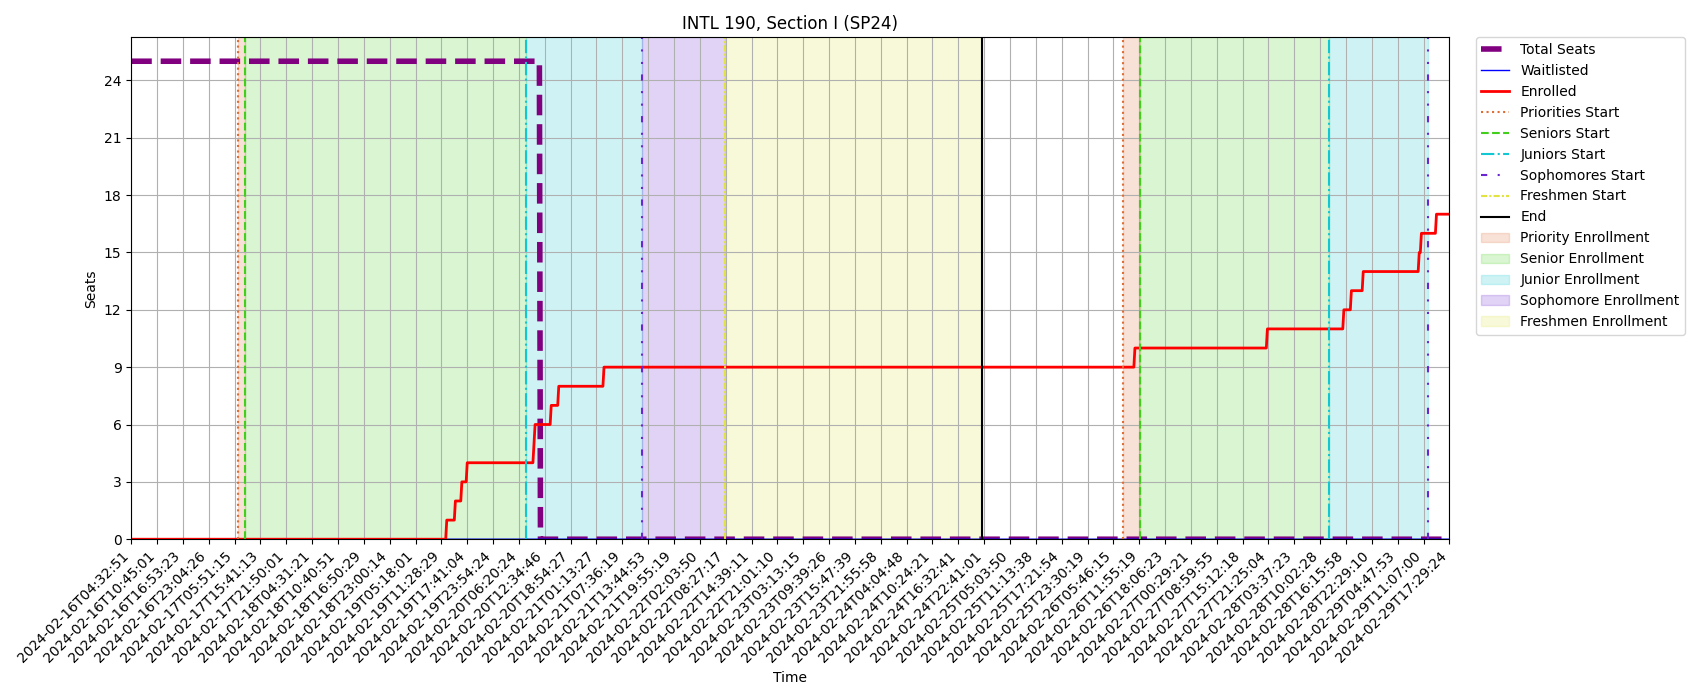 INTL 190, Section I (SP24)
Seats
24
21
18
15
12
9
6
3
0
2024-02-16T04:32:51
2024-02-16T10:45:01
2024-02-16T16:53:23
2024-02-16T23:04:26
2024-02-17T05:51:15
2024-02-17T15:41:13
2024-02-17T21:50:01
2024-02-18T04:31:21
2024-02-18T10:40:51
2024-02-18T16:50:29
2024-02-18T23:00:14
2024-02-19T05:18:01
2024-02-19T11:28:29
2024-02-19T17:41:04
2024-02-19T23:54:24
2024-02-20T06:20:24
2024-02-20T12:34:46
2024-02-20T18:54:27
2024-02-21T01:13:27
2024-02-21T07:36:19
2024-02-21T13:44:53
2024-02-21T19:55:19
2024-02-22T02:03:50
2024-02-22T08:27:17
2024-02-22T14:39:11
2024-02-22T21:01:10
2024-02-23T03:13:15
2024-02-23T09:39:26
2024-02-23T15:47:39
2024-02-23T21:55:58
2024-02-24T04:04:48
2024-02-24T10:24:21
2024-02-24T16:32:41
2024-02-24T22:41:01
2024-02-25T05:03:50
2024-02-25T11:13:38
2024-02-25T17:21:54
2024-02-25T23:30:19
2024-02-26T05:46:15
2024-02-26T11:55:19
2024-02-26T18:06:23
2024-02-27T00:29:21
2024-02-27T08:59:55
2024-02-27T15:12:18
2024-02-27T21:25:04
2024-02-28T03:37:23
2024-02-28T10:02:28
2024-02-28T16:15:58
2024-02-28T22:29:10
2024-02-29T04:47:53
2024-02-29T11:07:00
2024-02-29T17:29:24
Time
Total Seats
Waitlisted
Enrolled
Priorities Start
Seniors Start
Juniors Start
Sophomores Start
Freshmen Start
End
Priority Enrollment
Senior Enrollment
Junior Enrollment
Sophomore Enrollment
Freshmen Enrollment